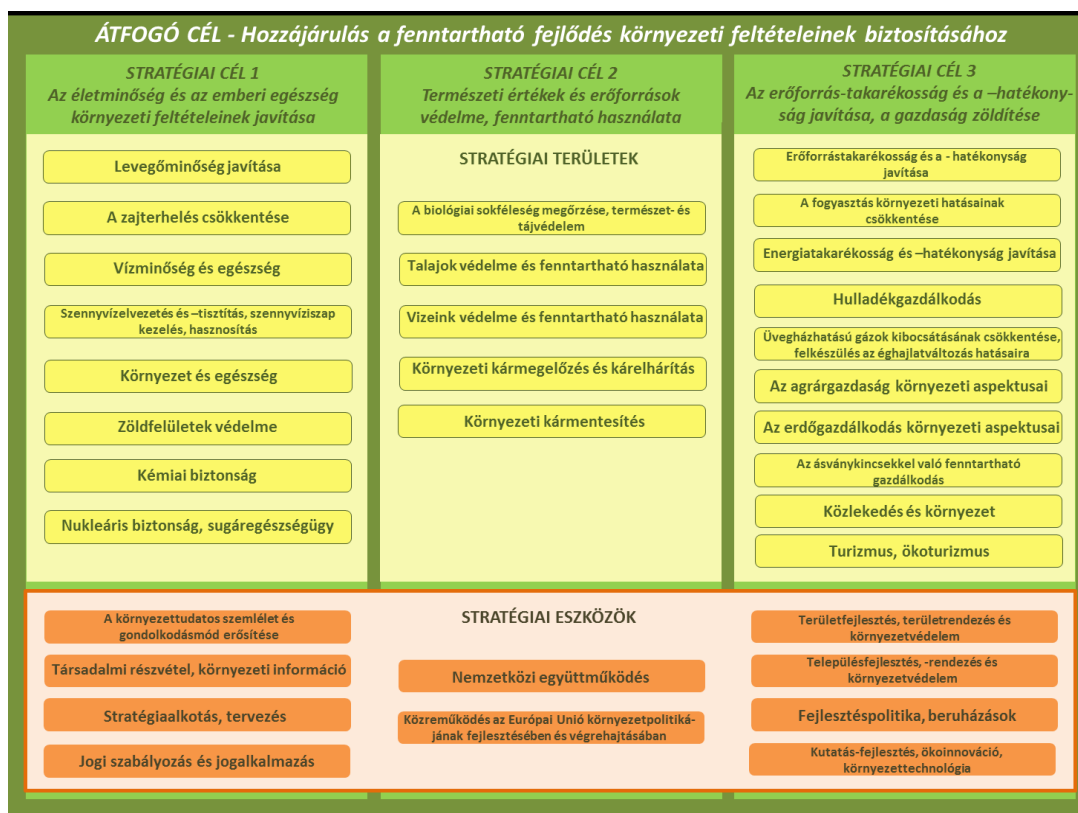 ÁTFOGÓ CÉL - Hozzájárulás a fenntartható fejlődés környezeti feltételeinek biztosításához
STRATÉGIAI CÉL 1
Az életminőség és az emberi egészség
környezeti feltételeinek javítása
Levegőminőség javítása
A zajterhelés csökkentése
Vízminőség és egészség
Szennyvízelvezetés és –tisztítás, szennyvíziszap
kezelés, hasznosítás
Környezet és egészség
Zöldfelületek védelme
Kémiai biztonság
Nukleáris biztonság, sugáregészségügy
STRATÉGIAI CÉL 2
Természeti értékek és erőforrások
védelme, fenntartható használata
STRATÉGIAI TERÜLETEK
A biológiai sokféleség megőrzése, természet- és
tájvédelem
Talajok védelme és fenntartható használata
Vizeink védelme és fenntartható használata
Környezeti kármegelőzés és kárelhárítás
Környezeti kármentesítés
STRATÉGIAI CÉL 3
Az erőforrás-takarékosság és a –hatékony-
ság javítása, a gazdaság zöldítése
Erőforrástakarékosság és a - hatékonyság
javítása
A fogyasztás környezeti hatásainak
csökkentése
Energiatakarékosság és –hatékonyság javítása
Hulladékgazdálkodás
Üvegházhatású gázok kibocsátásának csökkentése,
felkészülés az éghajlatváltozás hatásaira
Az agrárgazdaság környezeti aspektusai
Az erdőgazdálkodás környezeti aspektusai
Az ásványkincsekkel való fenntartható
gazdálkodás
Közlekedés és környezet
Turizmus, ökoturizmus
STRATÉGIAI ESZKÖZÖK
A környezettudatos szemlélet és
gondolkodásmód erősítése
Társadalmi részvétel, környezeti információ
Stratégiaalkotás, tervezés
Jogi szabályozás és jogalkalmazás
Nemzetközi együttműködés
Közreműködés az Európai Unió környezetpolitiká-
jának fejlesztésében és végrehajtásában
Területfejlesztés, területrendezés és
környezetvédelem
Településfejlesztés, -rendezés és
környezetvédelem
Fejlesztéspolitika, beruházások
Kutatás-fejlesztés, ökoinnováció,
környezettechnológia